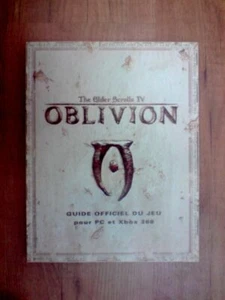 The Elder Scrolls IV
OBLIVION
GUIDE OFFICIEL DU JEU
pour PC et Xbox 360